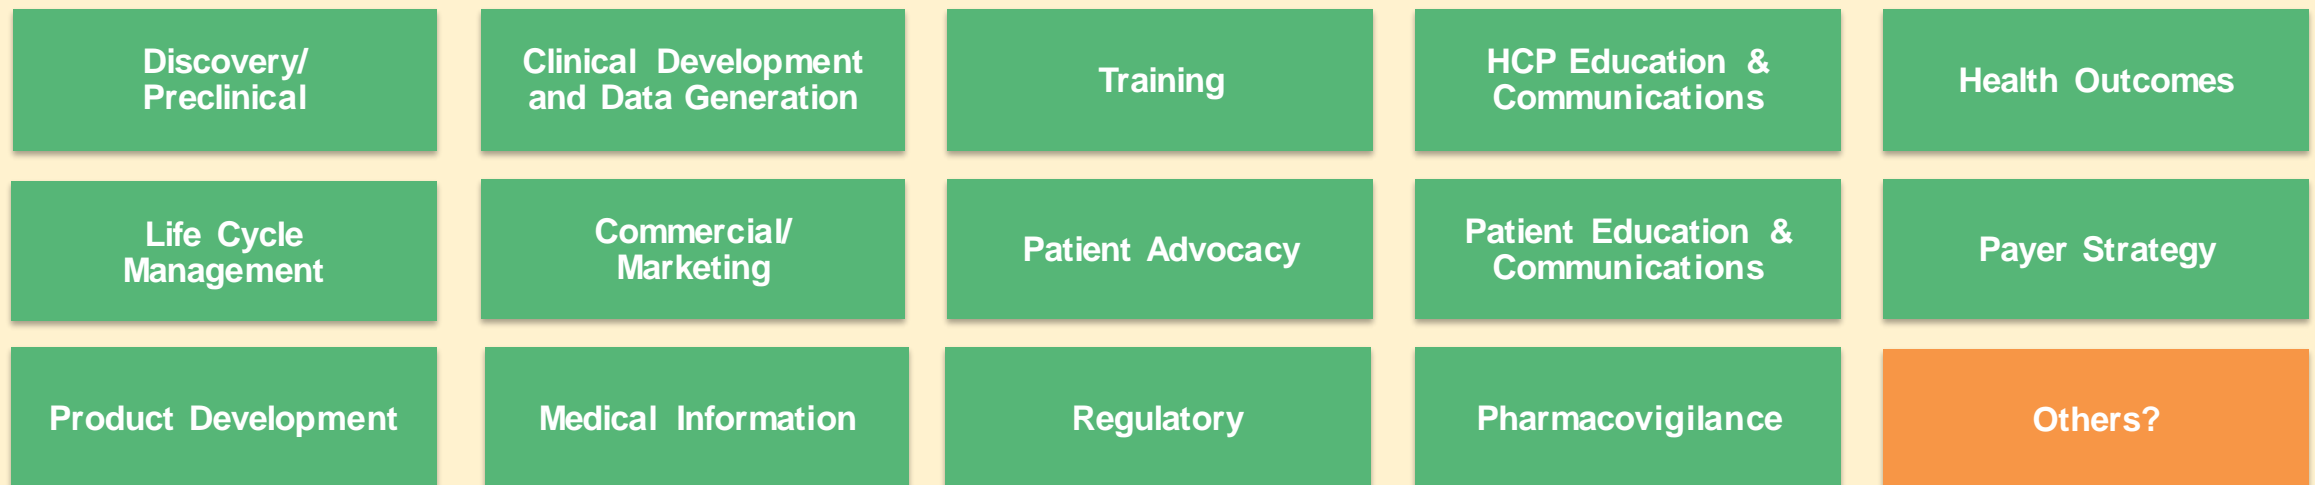 Discovery/
Preclinical
Clinical Development
and Data Generation
Training
HCP Education &
Communications
Health Outcomes
Life Cycle
Management
Commercial/
Marketing
Patient Advocacy
Patient Education &
Communications
Payer Strategy
Product Development
Medical Information
Regulatory
Pharmacovigilance
Others?